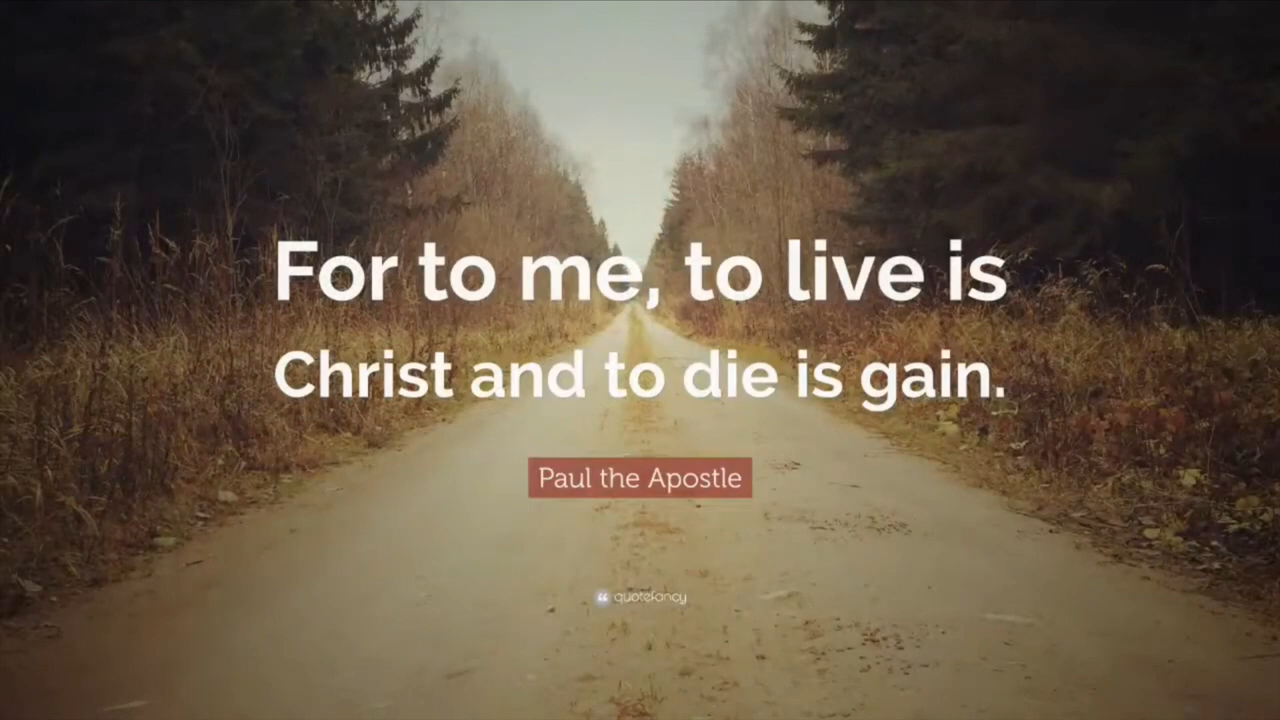 For to me, to live is
Christ and to die is gain.
Paul the Apostle
“ quotefancy